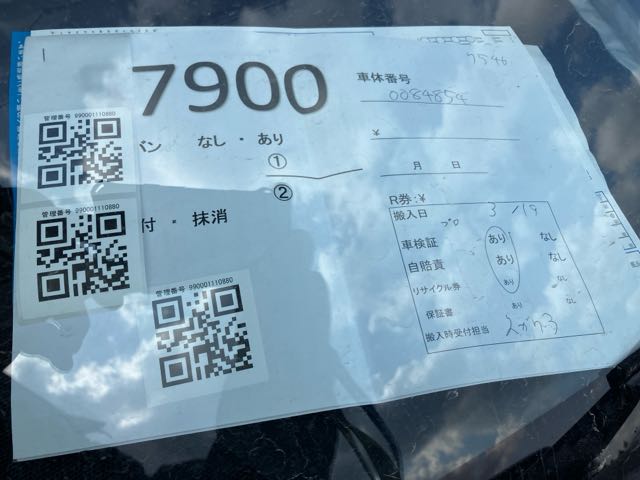 7546
7900
車体番号
0084854
管理番号 990001110880
バン なし・あり
¥
①
月 日
②
管理番号 990001110880
付・抹消
R券:¥
搬入日 3/19
車検証 あり なし
自賠責 あり なし
リサイクル券 あり なし
保証書 あり なし
搬入時受付担当
管理番号 990001110880